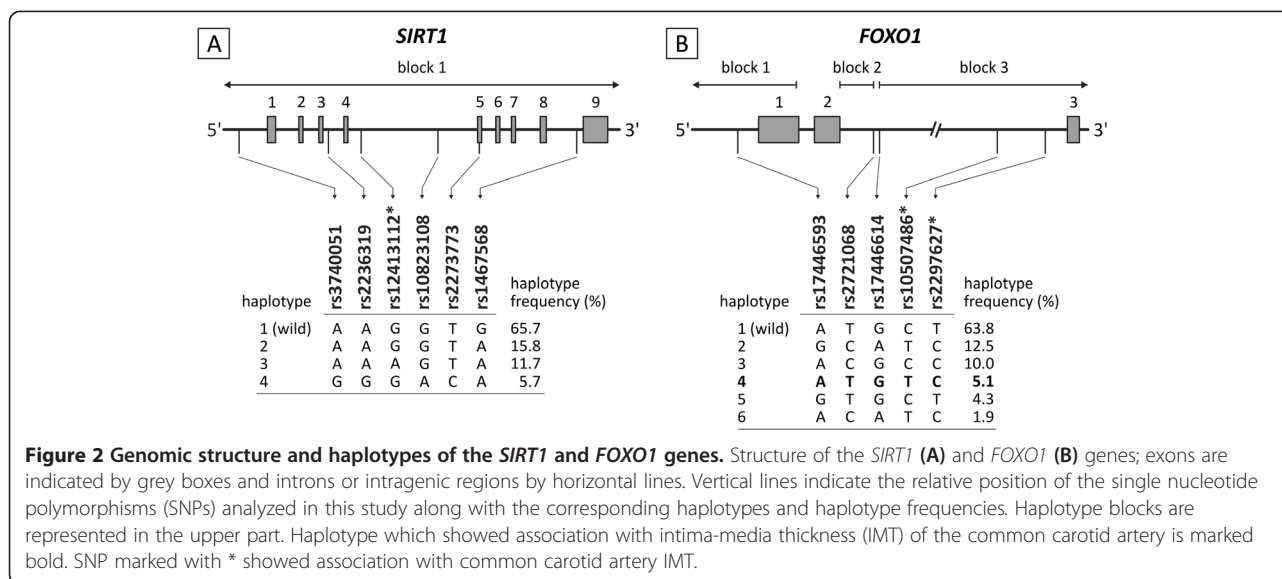 A SIRT1
block 1
1 2 3 4 5 6 7 8 9
5' 3'
rs3740051 rs2236319 rs12413112* rs10823108 rs2273773 rs1467568
haplotype haplotype frequency (%)
1 (wild) A A G G T G 65.7
2 A A G G T A 15.8
3 A A A G T A 11.7
4 G G G A C A 5.7
B FOXO1
block 1 block 2 block 3
1 2 3
5' 3'
rs17446593 rs2721068 rs17446614 rs10507486* rs2297627*
haplotype haplotype frequency (%)
1 (wild) A T G C T 63.8
2 G C A T C 12.5
3 A C G C C 10.0
4 A T G T C 5.1
5 G T G C T 4.3
6 A C A T C 1.9
Figure 2 Genomic structure and haplotypes of the SIRT1 and FOXO1 genes. Structure of the SIRT1 (A) and FOXO1 (B) genes; exons are
indicated by grey boxes and introns or intragenic regions by horizontal lines. Vertical lines indicate the relative position of the single nucleotide
polymorphisms (SNPs) analyzed in this study along with the corresponding haplotypes and haplotype frequencies. Haplotype blocks are
represented in the upper part. Haplotype which showed association with intima-media thickness (IMT) of the common carotid artery is marked
bold. SNP marked with * showed association with common carotid artery IMT.